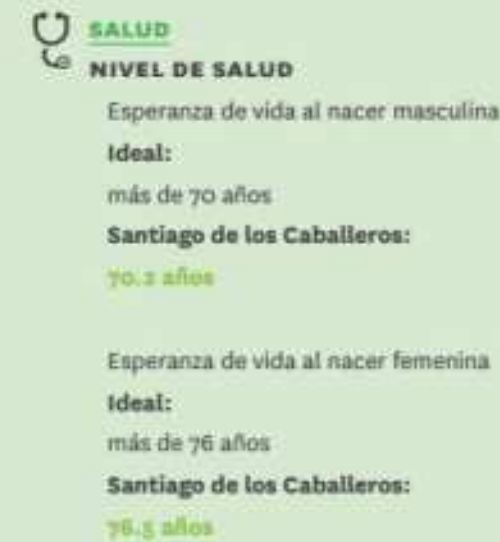 SALUD
NIVEL DE SALUD
Esperanza de vida al nacer masculina
Ideal:
más de 70 años
Santiago de los Caballeros:
70.2 años
Esperanza de vida al nacer femenina
Ideal:
más de 76 años
Santiago de los Caballeros:
años